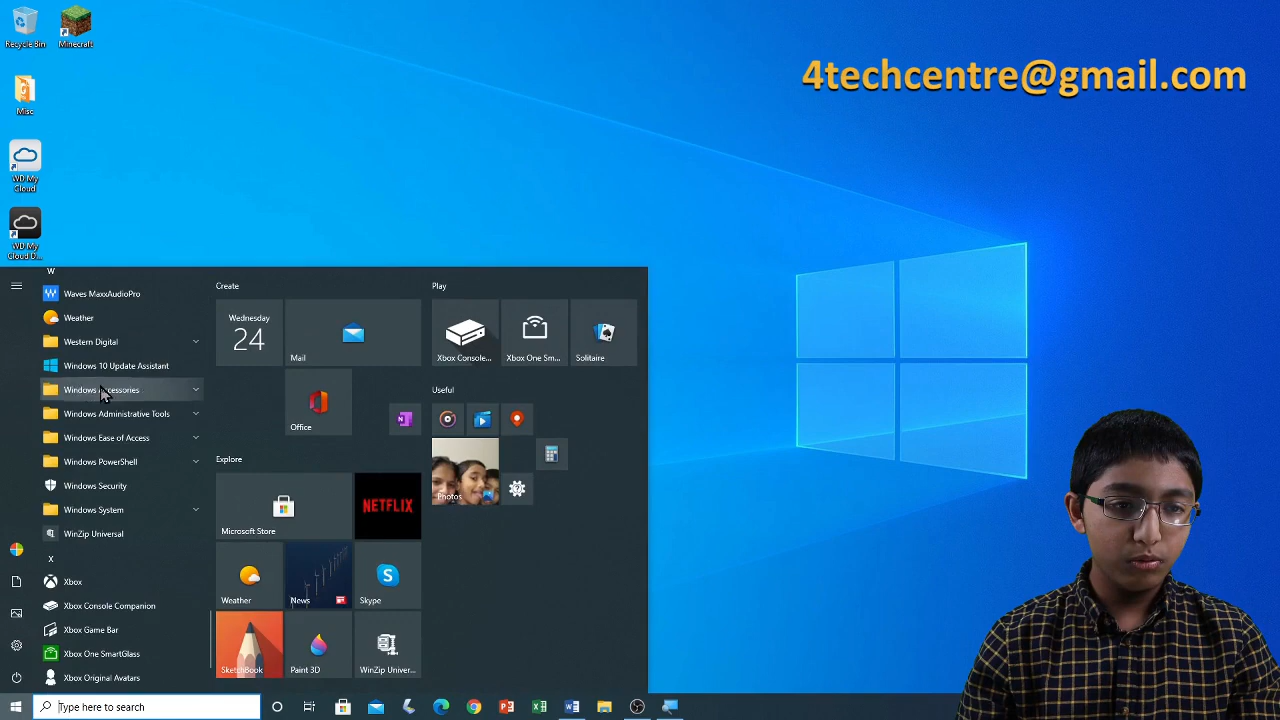 4techcentre@gmail.com
Recycle Bin
Minecraft
Misc
WD My
Cloud
WD My
Cloud D...
W
Waves MaxxAudioPro
Weather
Western Digital
Windows 10 Update Assistant
Windows Accessories
Windows Administrative Tools
Windows Ease of Access
Windows PowerShell
Windows Security
Windows System
WinZip Universal
X
Xbox
Xbox Console Companion
Xbox Game Bar
Xbox One SmartGlass
Xbox Original Avatars
Create
Wednesday
24
Mail
Office
Explore
Microsoft Store
NETFLIX
Weather
News
Skype
SketchBook
Paint 3D
WinZip Univer...
Play
Xbox Console...
Xbox One Sm...
Solitaire
Useful
Photos
Type here to search